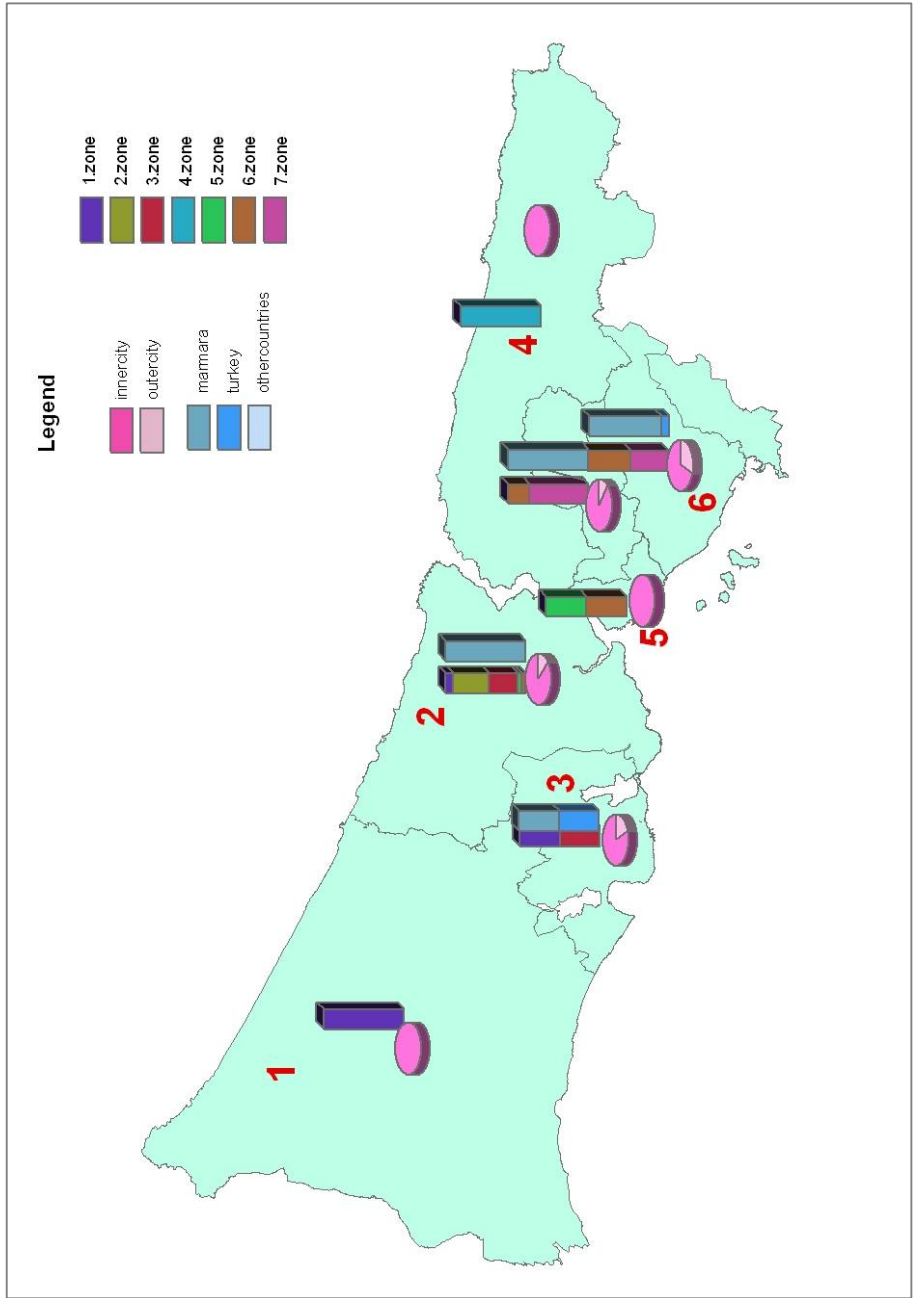 Legend
innercity
outercity
marmara
turkey
othercountries
1.zone
2.zone
3.zone
4.zone
5.zone
6.zone
7.zone
1
2
3
4
5
6